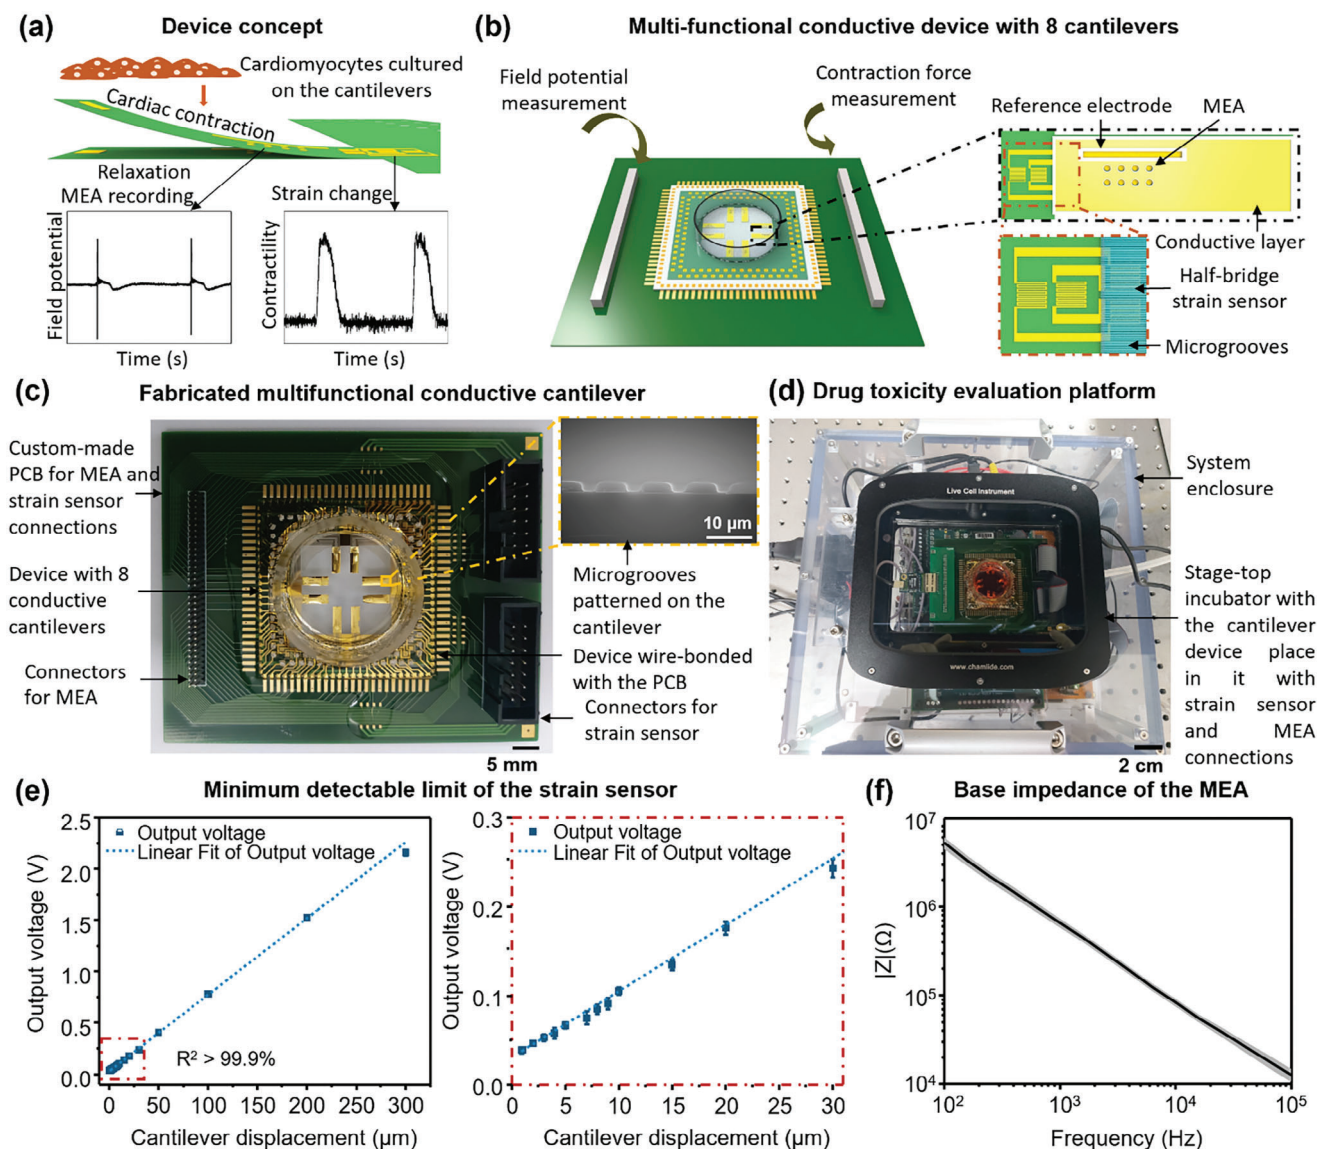 (a) Device concept
Cardiomyocytes cultured
on the cantilevers
Cardiac contraction
Relaxation
MEA recording
Strain change
Field potential
Time (s)
Contractility
Time (s)
(b) Multi-functional conductive device with 8 cantilevers
Field potential
measurement
Contraction force
measurement
Reference electrode
MEA
Conductive layer
Half-bridge
strain sensor
Microgrooves
(c) Fabricated multifunctional conductive cantilever
Custom-made
PCB for MEA and
strain sensor
connections
Device with 8
conductive
cantilevers
Connectors
for MEA
10 μm
Microgrooves
patterned on the
cantilever
Device wire-bonded
with the PCB
Connectors for
strain sensor
5 mm
(d) Drug toxicity evaluation platform
Live Cell Instrument
www.chamlide.com
System
enclosure
Stage-top
incubator with
the cantilever
device place
in it with
strain sensor
and MEA
connections
2 cm
(e) Minimum detectable limit of the strain sensor
Output voltage (V)
2.5
2.0
1.5
1.0
0.5
0.0
Output voltage
Linear Fit of Output voltage
R² > 99.9%
0 50 100 150 200 250 300
Cantilever displacement (μm)
Output voltage (V)
0.3
0.2
0.1
0.0
Output voltage
Linear Fit of Output voltage
0 5 10 15 20 25 30
Cantilever displacement (μm)
(f) Base impedance of the MEA
|Z|(Ω)
10⁷
10⁶
10⁵
10⁴
10² 10³ 10⁴ 10⁵
Frequency (Hz)